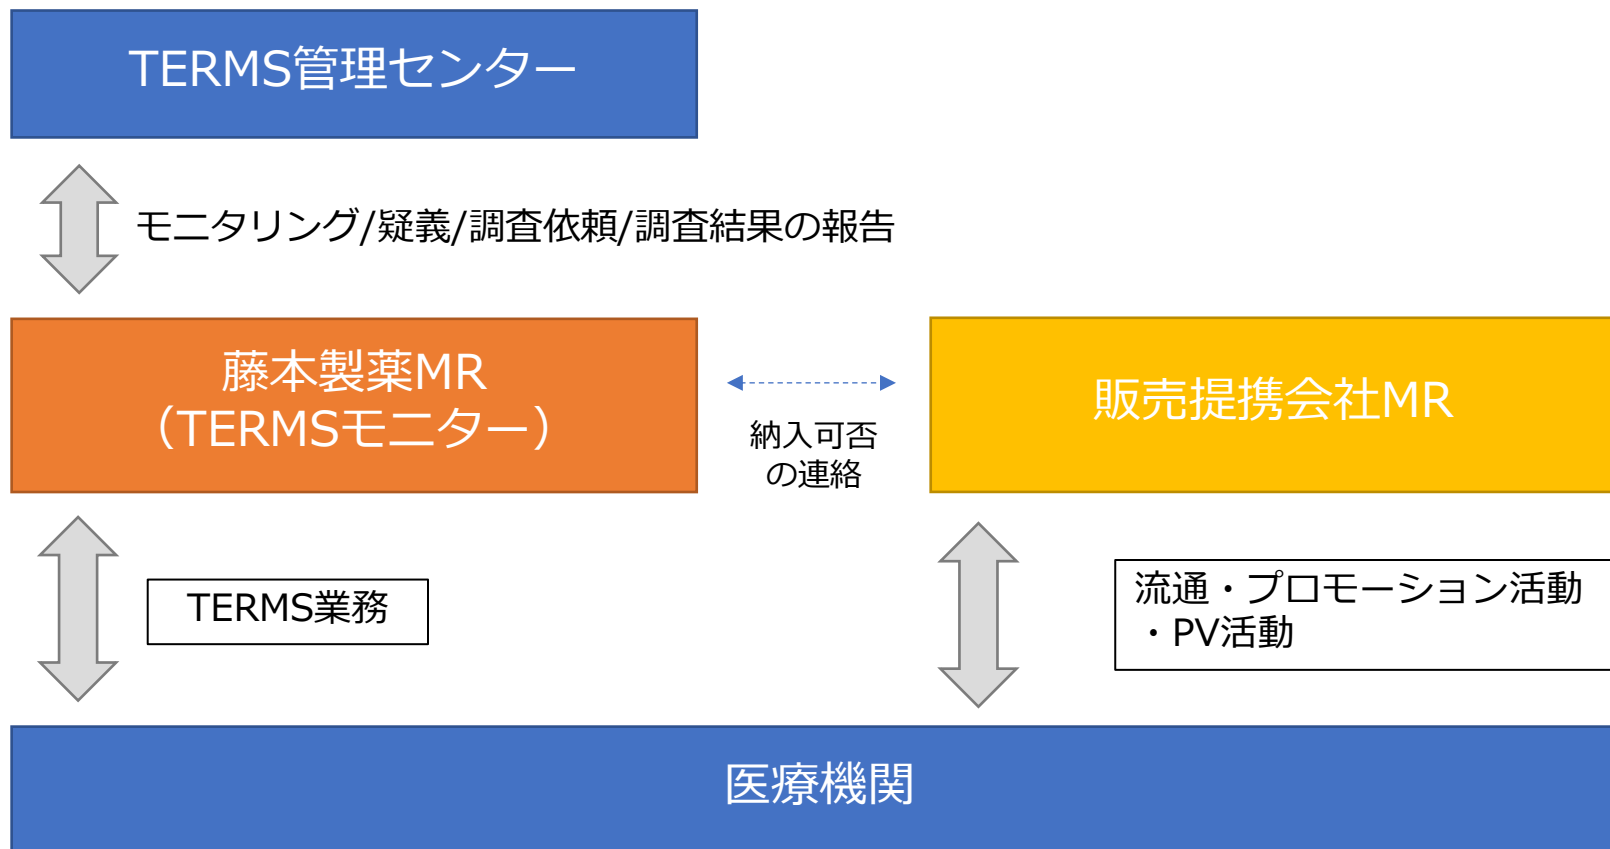 TERMS管理センター
モニタリング/疑義/調査依頼/調査結果の報告
藤本製薬MR
（TERMSモニター）
納入可否
の連絡
販売提携会社MR
TERMS業務
流通・プロモーション活動
・PV活動
医療機関